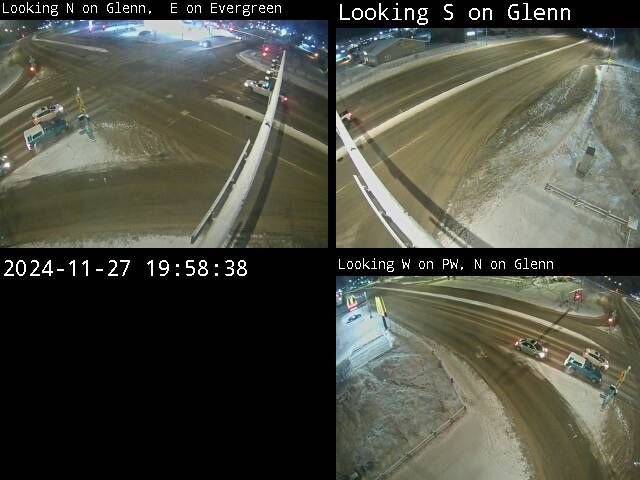 Looking N on Glenn, E on Evergreen
Looking S on Glenn
2024-11-27 19:58:38
Looking W on PW, N on Glenn